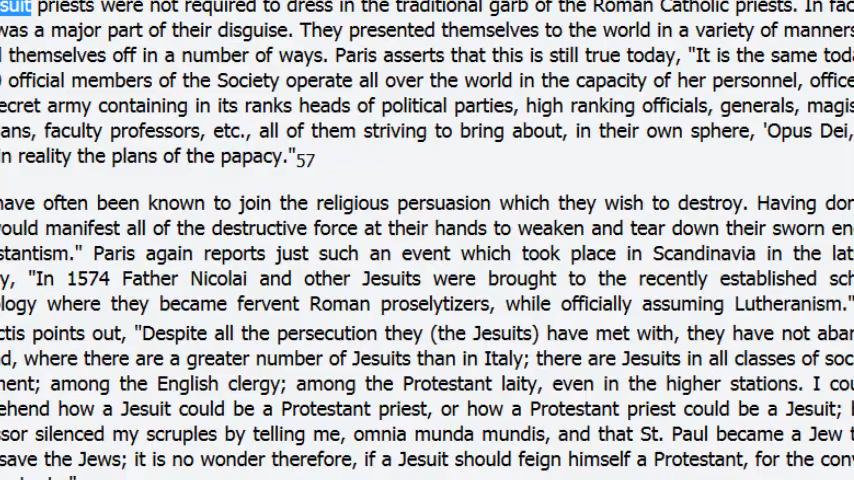 suit priests were not required to dress in the traditional garb of the Roman Catholic priests. In fac
was a major part of their disguise. They presented themselves to the world in a variety of manners
l themselves off in a number of ways. Paris asserts that this is still true today, "It is the same toda
) official members of the Society operate all over the world in the capacity of her personnel, office
ecret army containing in its ranks heads of political parties, high ranking officials, generals, magis
ans, faculty professors, etc., all of them striving to bring about, in their own sphere, 'Opus Dei,
in reality the plans of the papacy."57
have often been known to join the religious persuasion which they wish to destroy. Having don
vould manifest all of the destructive force at their hands to weaken and tear down their sworn en
stantism." Paris again reports just such an event which took place in Scandinavia in the lat
y, "In 1574 Father Nicolai and other Jesuits were brought to the recently established sch
ology where they became fervent Roman proselytizers, while officially assuming Lutheranism."
ctis points out, "Despite all the persecution they (the Jesuits) have met with, they have not aban
nd, where there are a greater number of Jesuits than in Italy; there are Jesuits in all classes of soc
ment; among the English clergy; among the Protestant laity, even in the higher stations. I cou
ehend how a Jesuit could be a Protestant priest, or how a Protestant priest could be a Jesuit; 
ssor silenced my scruples by telling me, omnia munda mundis, and that St. Paul became a Jew t
save the Jews; it is no wonder therefore, if a Jesuit should feign himself a Protestant, for the conv